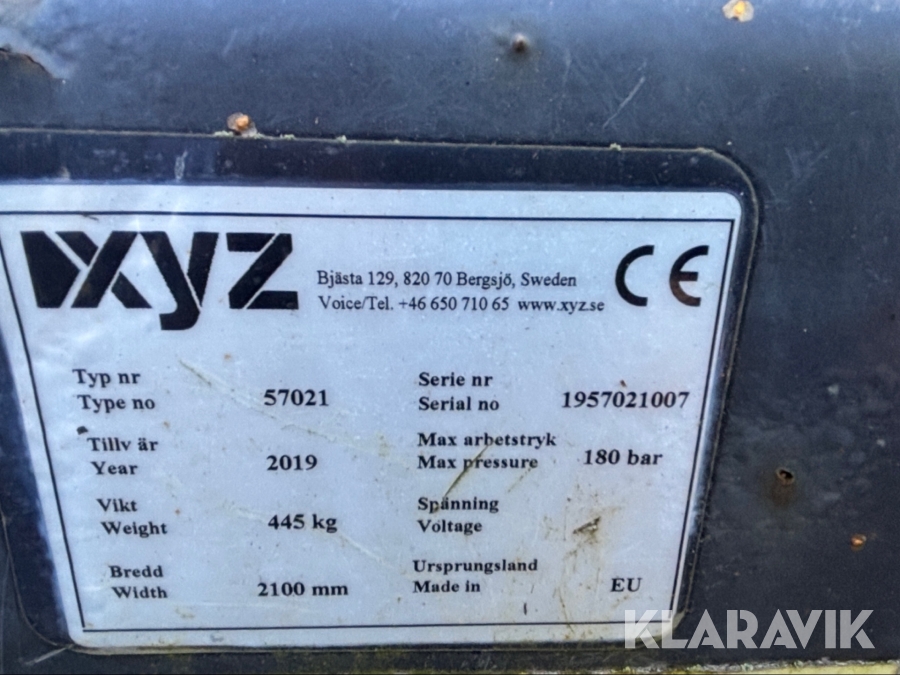 xyz
Bjästa 129, 820 70 Bergsjö, Sweden
Voice/Tel. +46 650 710 65 www.xyz.se
CE
Typ nr
Type no 57021
Serie nr
Serial no 1957021007
Tillv år
Year 2019
Max arbetstryk
Max pressure 180 bar
Vikt
Weight 445 kg
Spänning
Voltage
Bredd
Width 2100 mm
Ursprungsland
Made in EU
KLARAVIK